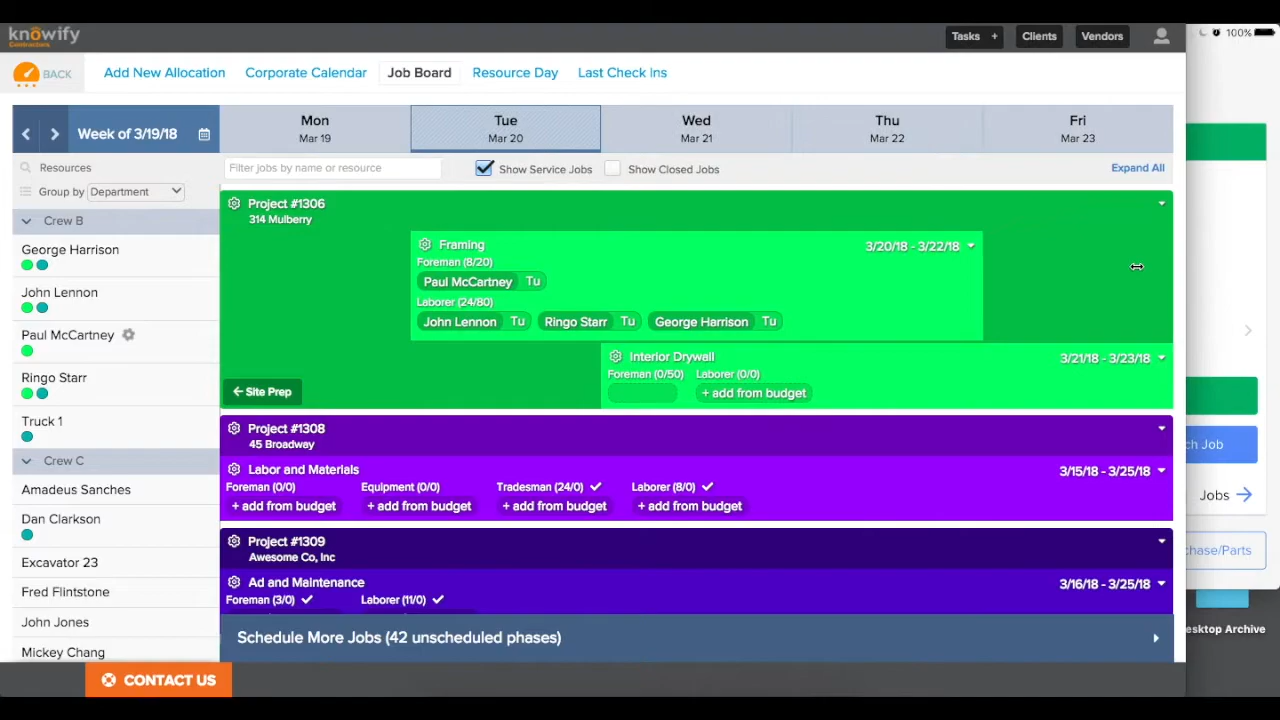 knowify
Contractors
Tasks +
Clients
Vendors
100%
BACK
Add New Allocation
Corporate Calendar
Job Board
Resource Day
Last Check Ins
Week of 3/19/18
Mon
Mar 19
Tue
Mar 20
Wed
Mar 21
Thu
Mar 22
Fri
Mar 23
Resources
Filter jobs by name or resource
Show Service Jobs
Show Closed Jobs
Expand All
Group by Department
Crew B
George Harrison
John Lennon
Paul McCartney
Ringo Starr
Truck 1
Crew C
Amadeus Sanches
Dan Clarkson
Excavator 23
Fred Flintstone
John Jones
Mickey Chang
Project #1306
314 Mulberry
Framing
3/20/18 - 3/22/18
Foreman (8/20)
Paul McCartney Tu
Laborer (24/80)
John Lennon Tu Ringo Starr Tu George Harrison Tu
Interior Drywall
3/21/18 - 3/23/18
Foreman (0/50) Laborer (0/0)
+ add from budget
Site Prep
Project #1308
45 Broadway
Labor and Materials
3/15/18 - 3/25/18
Foreman (0/0) Equipment (0/0) Tradesman (24/0) Laborer (8/0)
+ add from budget + add from budget + add from budget + add from budget
Project #1309
Awesome Co, Inc
Ad and Maintenance
3/16/18 - 3/25/18
Foreman (3/0) Laborer (11/0)
Schedule More Jobs (42 unscheduled phases)
CONTACT US
ch Job
Jobs
chase/Parts
esktop Archive